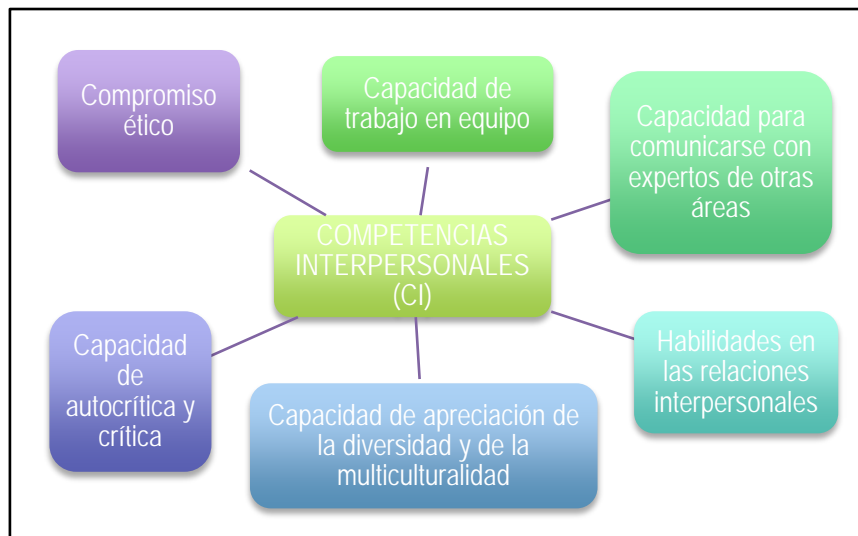 Compromiso
ético
Capacidad de
trabajo en equipo
Capacidad para
comunicarse con
expertos de otras
áreas
COMPETENCIAS
INTERPERSONALES
(CI)
Capacidad
de
autocrítica y
crítica
Capacidad de apreciación de
la diversidad y de la
multiculturalidad
Habilidades en
las relaciones
interpersonales